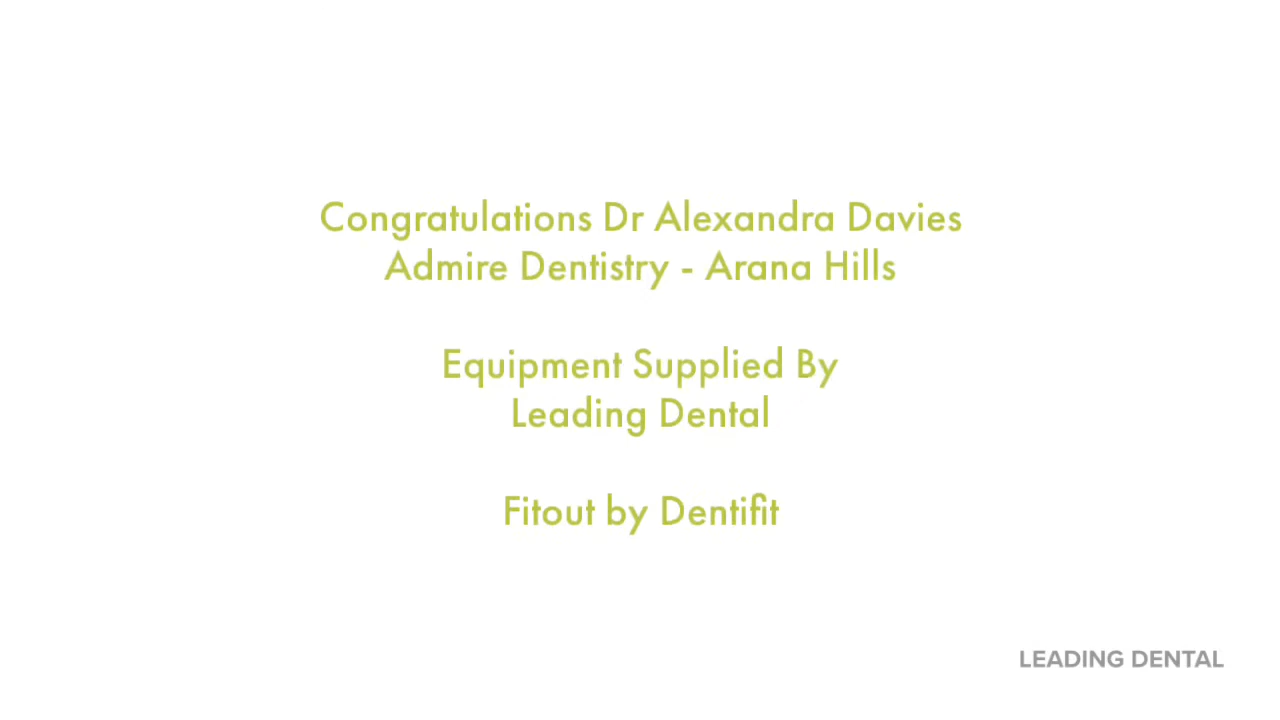 Congratulations Dr Alexandra Davies
Admire Dentistry - Arana Hills
Equipment Supplied By
Leading Dental
Fitout by Dentifit
LEADING DENTAL